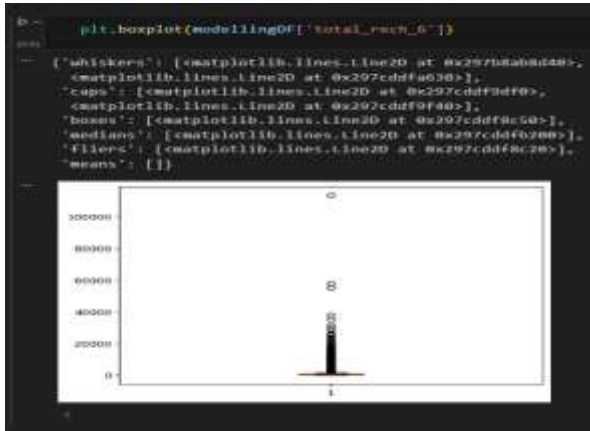 plt.boxplot(modellingDF['total_rech_6'])
{'whiskers': [<matplotlib.lines.Line2D at
<matplotlib.lines.Line2D at 0x297cddfa630>],
'caps': [<matplotlib.lines.Line2D at 0x297cddf9df0>,
<matplotlib.lines.Line2D at 0x297cddf9f40>],
'boxes': [<matplotlib.lines.Line2D at 0x297cddf8c50>],
'medians': [<matplotlib.lines.Line2D at 0x297cddfb200>],
'fliers': [<matplotlib.lines.Line2D at 0x297cddf8c20>],
'means': []}
100000
80000
60000
40000
20000
0
1